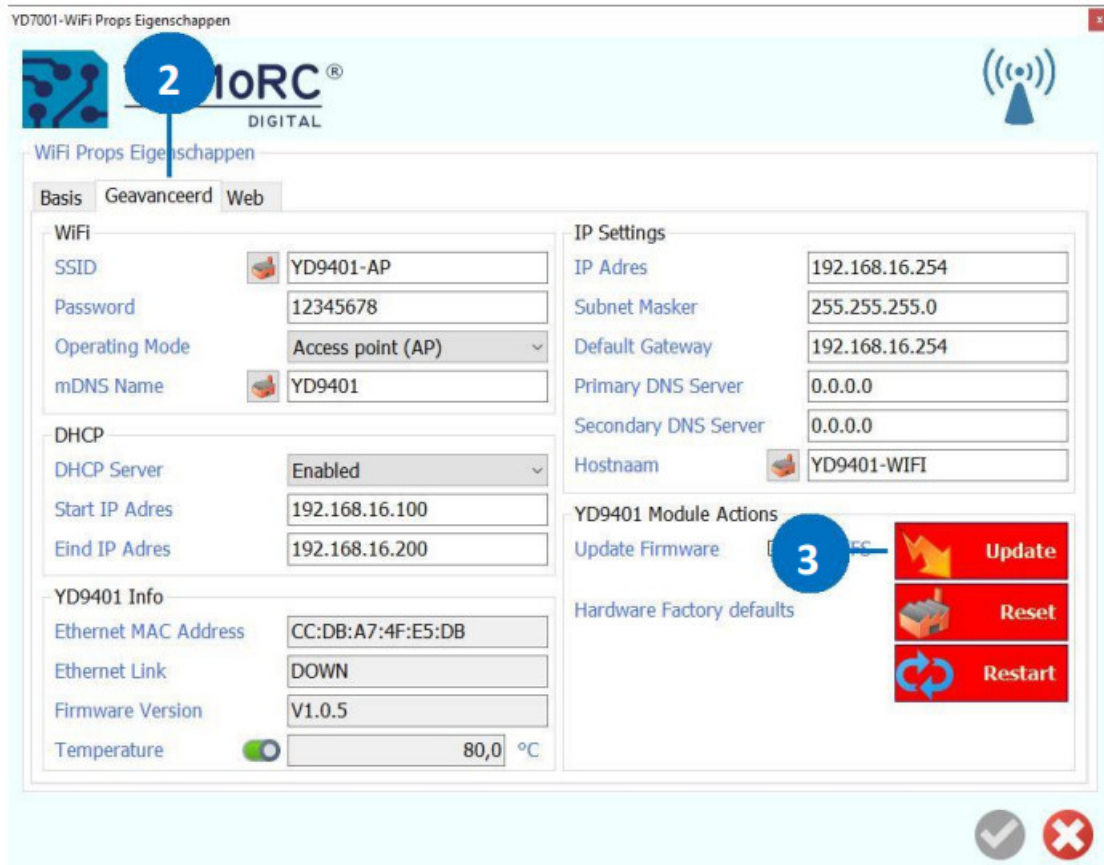 YD7001-WiFi Props Eigenschappen
x
2
MoRC®
DIGITAL
WiFi Props Eigenschappen
Basis Geavanceerd Web
WiFi
SSID YD9401-AP
Password 12345678
Operating Mode Access point (AP)
mDNS Name YD9401
DHCP
DHCP Server Enabled
Start IP Adres 192.168.16.100
Eind IP Adres 192.168.16.200
YD9401 Info
Ethernet MAC Address CC:DB:A7:4F:E5:DB
Ethernet Link DOWN
Firmware Version V1.0.5
Temperature 80,0 °C
IP Settings
IP Adres 192.168.16.254
Subnet Masker 255.255.255.0
Default Gateway 192.168.16.254
Primary DNS Server 0.0.0.0
Secondary DNS Server 0.0.0.0
Hostnaam YD9401-WIFI
YD9401 Module Actions
Update Firmware 3 Update
Hardware Factory defaults Reset
Restart